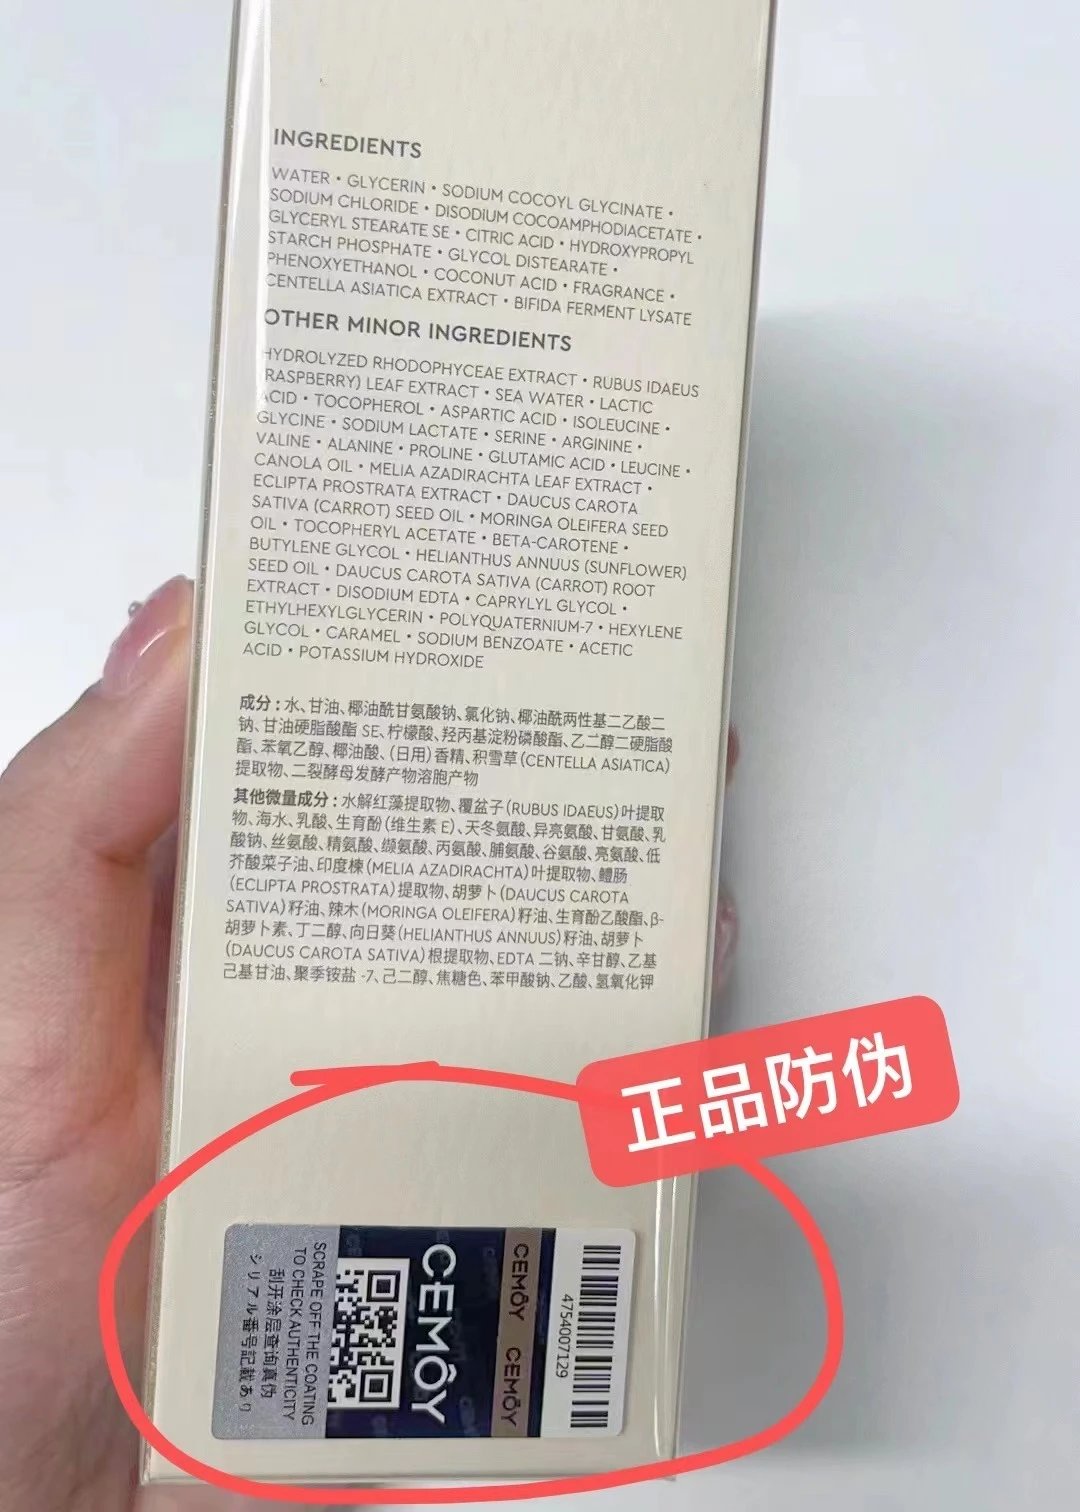 INGREDIENTS
WATER • GLYCERIN • SODIUM COCOYL GLYCINATE •
SODIUM CHLORIDE • DISODIUM COCOAMPHODIACETATE •
GLYCERYL STEARATE SE • CITRIC ACID • HYDROXYPROPYL
STARCH PHOSPHATE • GLYCOL DISTEARATE •
PHENOXYETHANOL • COCONUT ACID • FRAGRANCE •
CENTELLA ASIATICA EXTRACT • BIFIDA FERMENT LYSATE
OTHER MINOR INGREDIENTS
HYDROLYZED RHODOPHYCEAE EXTRACT • RUBUS IDAEUS
(RASPBERRY) LEAF EXTRACT • SEA WATER • LACTIC
ACID • TOCOPHEROL • ASPARTIC ACID • ISOLEUCINE •
GLYCINE • SODIUM LACTATE • SERINE • ARGININE •
VALINE • ALANINE • PROLINE • GLUTAMIC ACID • LEUCINE •
CANOLA OIL • MELIA AZADIRACHTA LEAF EXTRACT •
ECLIPTA PROSTRATA EXTRACT • DAUCUS CAROTA
SATIVA (CARROT) SEED OIL • MORINGA OLEIFERA SEED
OIL • TOCOPHERYL ACETATE • BETA-CAROTENE •
BUTYLENE GLYCOL • HELIANTHUS ANNUUS (SUNFLOWER)
SEED OIL • DAUCUS CAROTA SATIVA (CARROT) ROOT
EXTRACT • DISODIUM EDTA • CAPRYLYL GLYCOL •
ETHYLHEXYLGLYCERIN • POLYQUATERNIUM-7 • HEXYLENE
GLYCOL • CARAMEL • SODIUM BENZOATE • ACETIC
ACID • POTASSIUM HYDROXIDE
成分：水、甘油、椰油酰甘氨酸钠、氯化钠、椰油酰两性基二乙酸二
钠、甘油硬脂酸酯 SE、柠檬酸、羟丙基淀粉磷酸酯、乙二醇二硬脂酸
酯、苯氧乙醇、椰油酸、(日用)香精、积雪草(CENTELLA ASIATICA)
提取物、二裂酵母发酵产物溶胞产物
其他微量成分：水解红藻提取物、覆盆子(RUBUS IDAEUS)叶提取
物、海水、乳酸、生育酚(维生素 E)、天冬氨酸、异亮氨酸、甘氨酸、乳
酸钠、丝氨酸、精氨酸、缬氨酸、丙氨酸、脯氨酸、谷氨酸、亮氨酸、低
芥酸菜子油、印度楝(MELIA AZADIRACHTA)叶提取物、鳢肠
(ECLIPTA PROSTRATA)提取物、胡萝卜(DAUCUS CAROTA
SATIVA)籽油、辣木(MORINGA OLEIFERA)籽油、生育酚乙酸酯、β-
胡萝卜素、丁二醇、向日葵(HELIANTHUS ANNUUS)籽油、胡萝卜
(DAUCUS CAROTA SATIVA)根提取物、EDTA 二钠、辛甘醇、乙基
己基甘油、聚季铵盐 -7、己二醇、焦糖色、苯甲酸钠、乙酸、氢氧化钾
正品防伪
4754007129
CEMÔY CEMÔY
CEMÔY
SCRAPE OFF THE COATING
TO CHECK AUTHENTICITY
刮开涂层查询真伪
シリアル番号記載あり